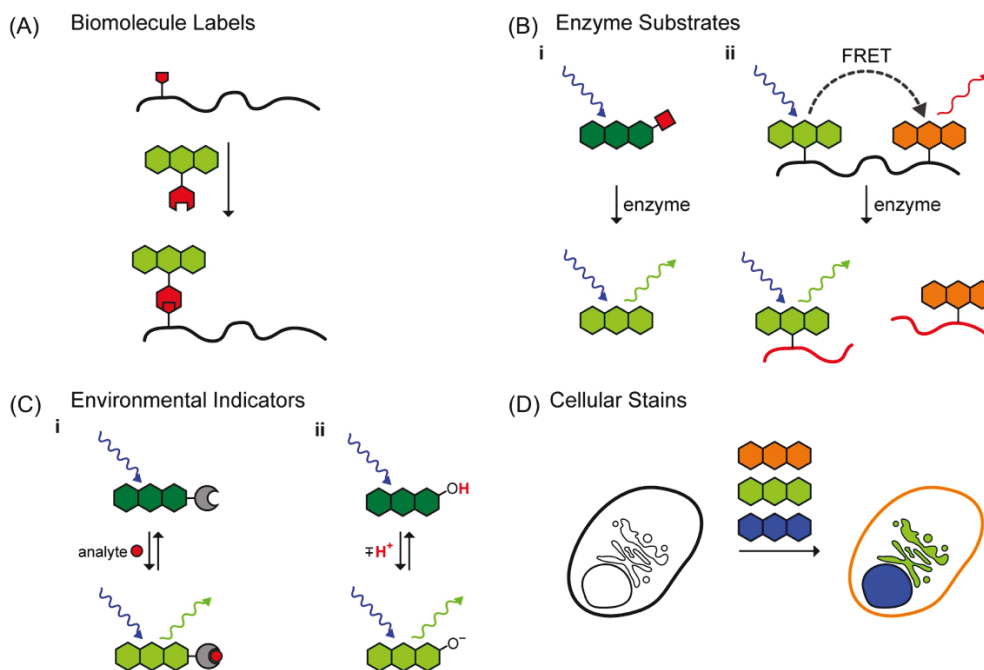 (A) Biomolecule Labels
(B) Enzyme Substrates
i
ii
FRET
enzyme
enzyme
(C) Environmental Indicators
i
ii
OH
analyte
∓H⁺
O⁻
(D) Cellular Stains